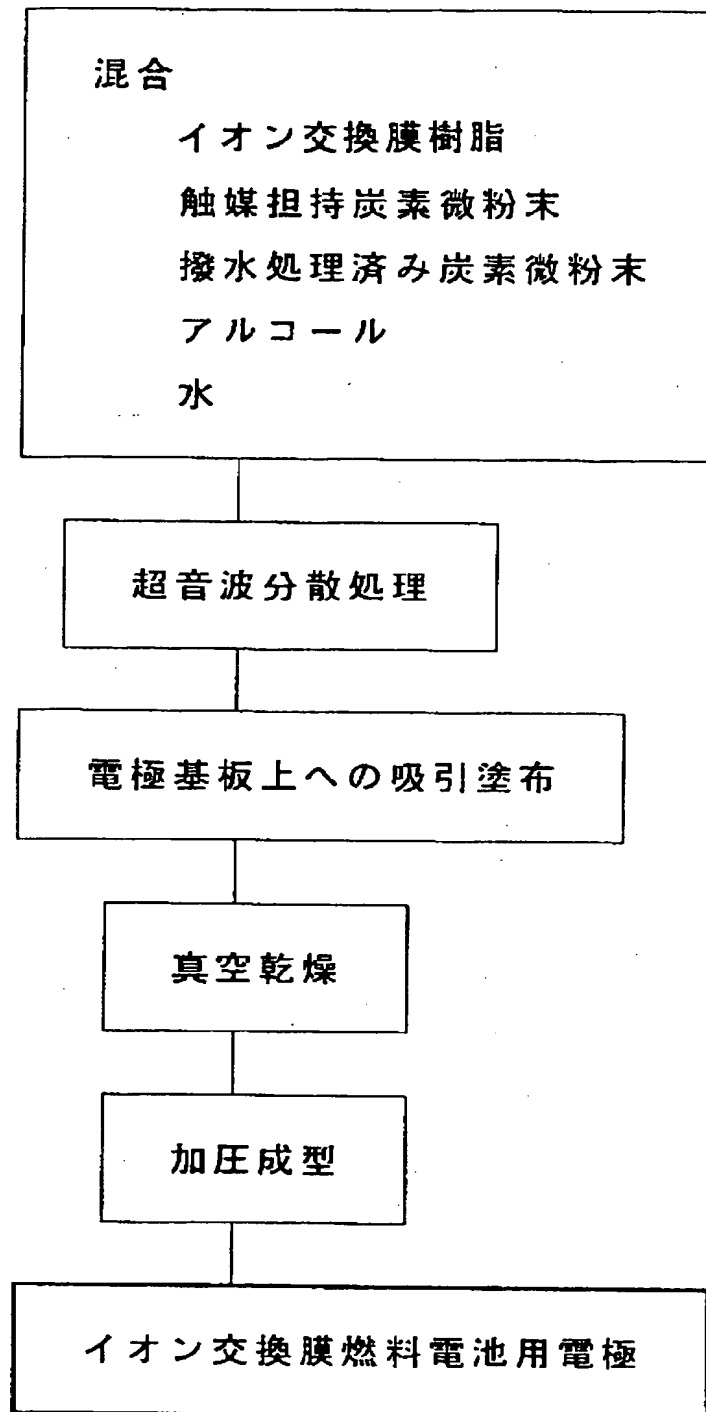 混合
イオン交換膜樹脂
触媒担持炭素微粉末
撥水処理済み炭素微粉末
アルコール
水
超音波分散処理
電極基板上への吸引塗布
真空乾燥
加圧成型
イオン交換膜燃料電池用電極